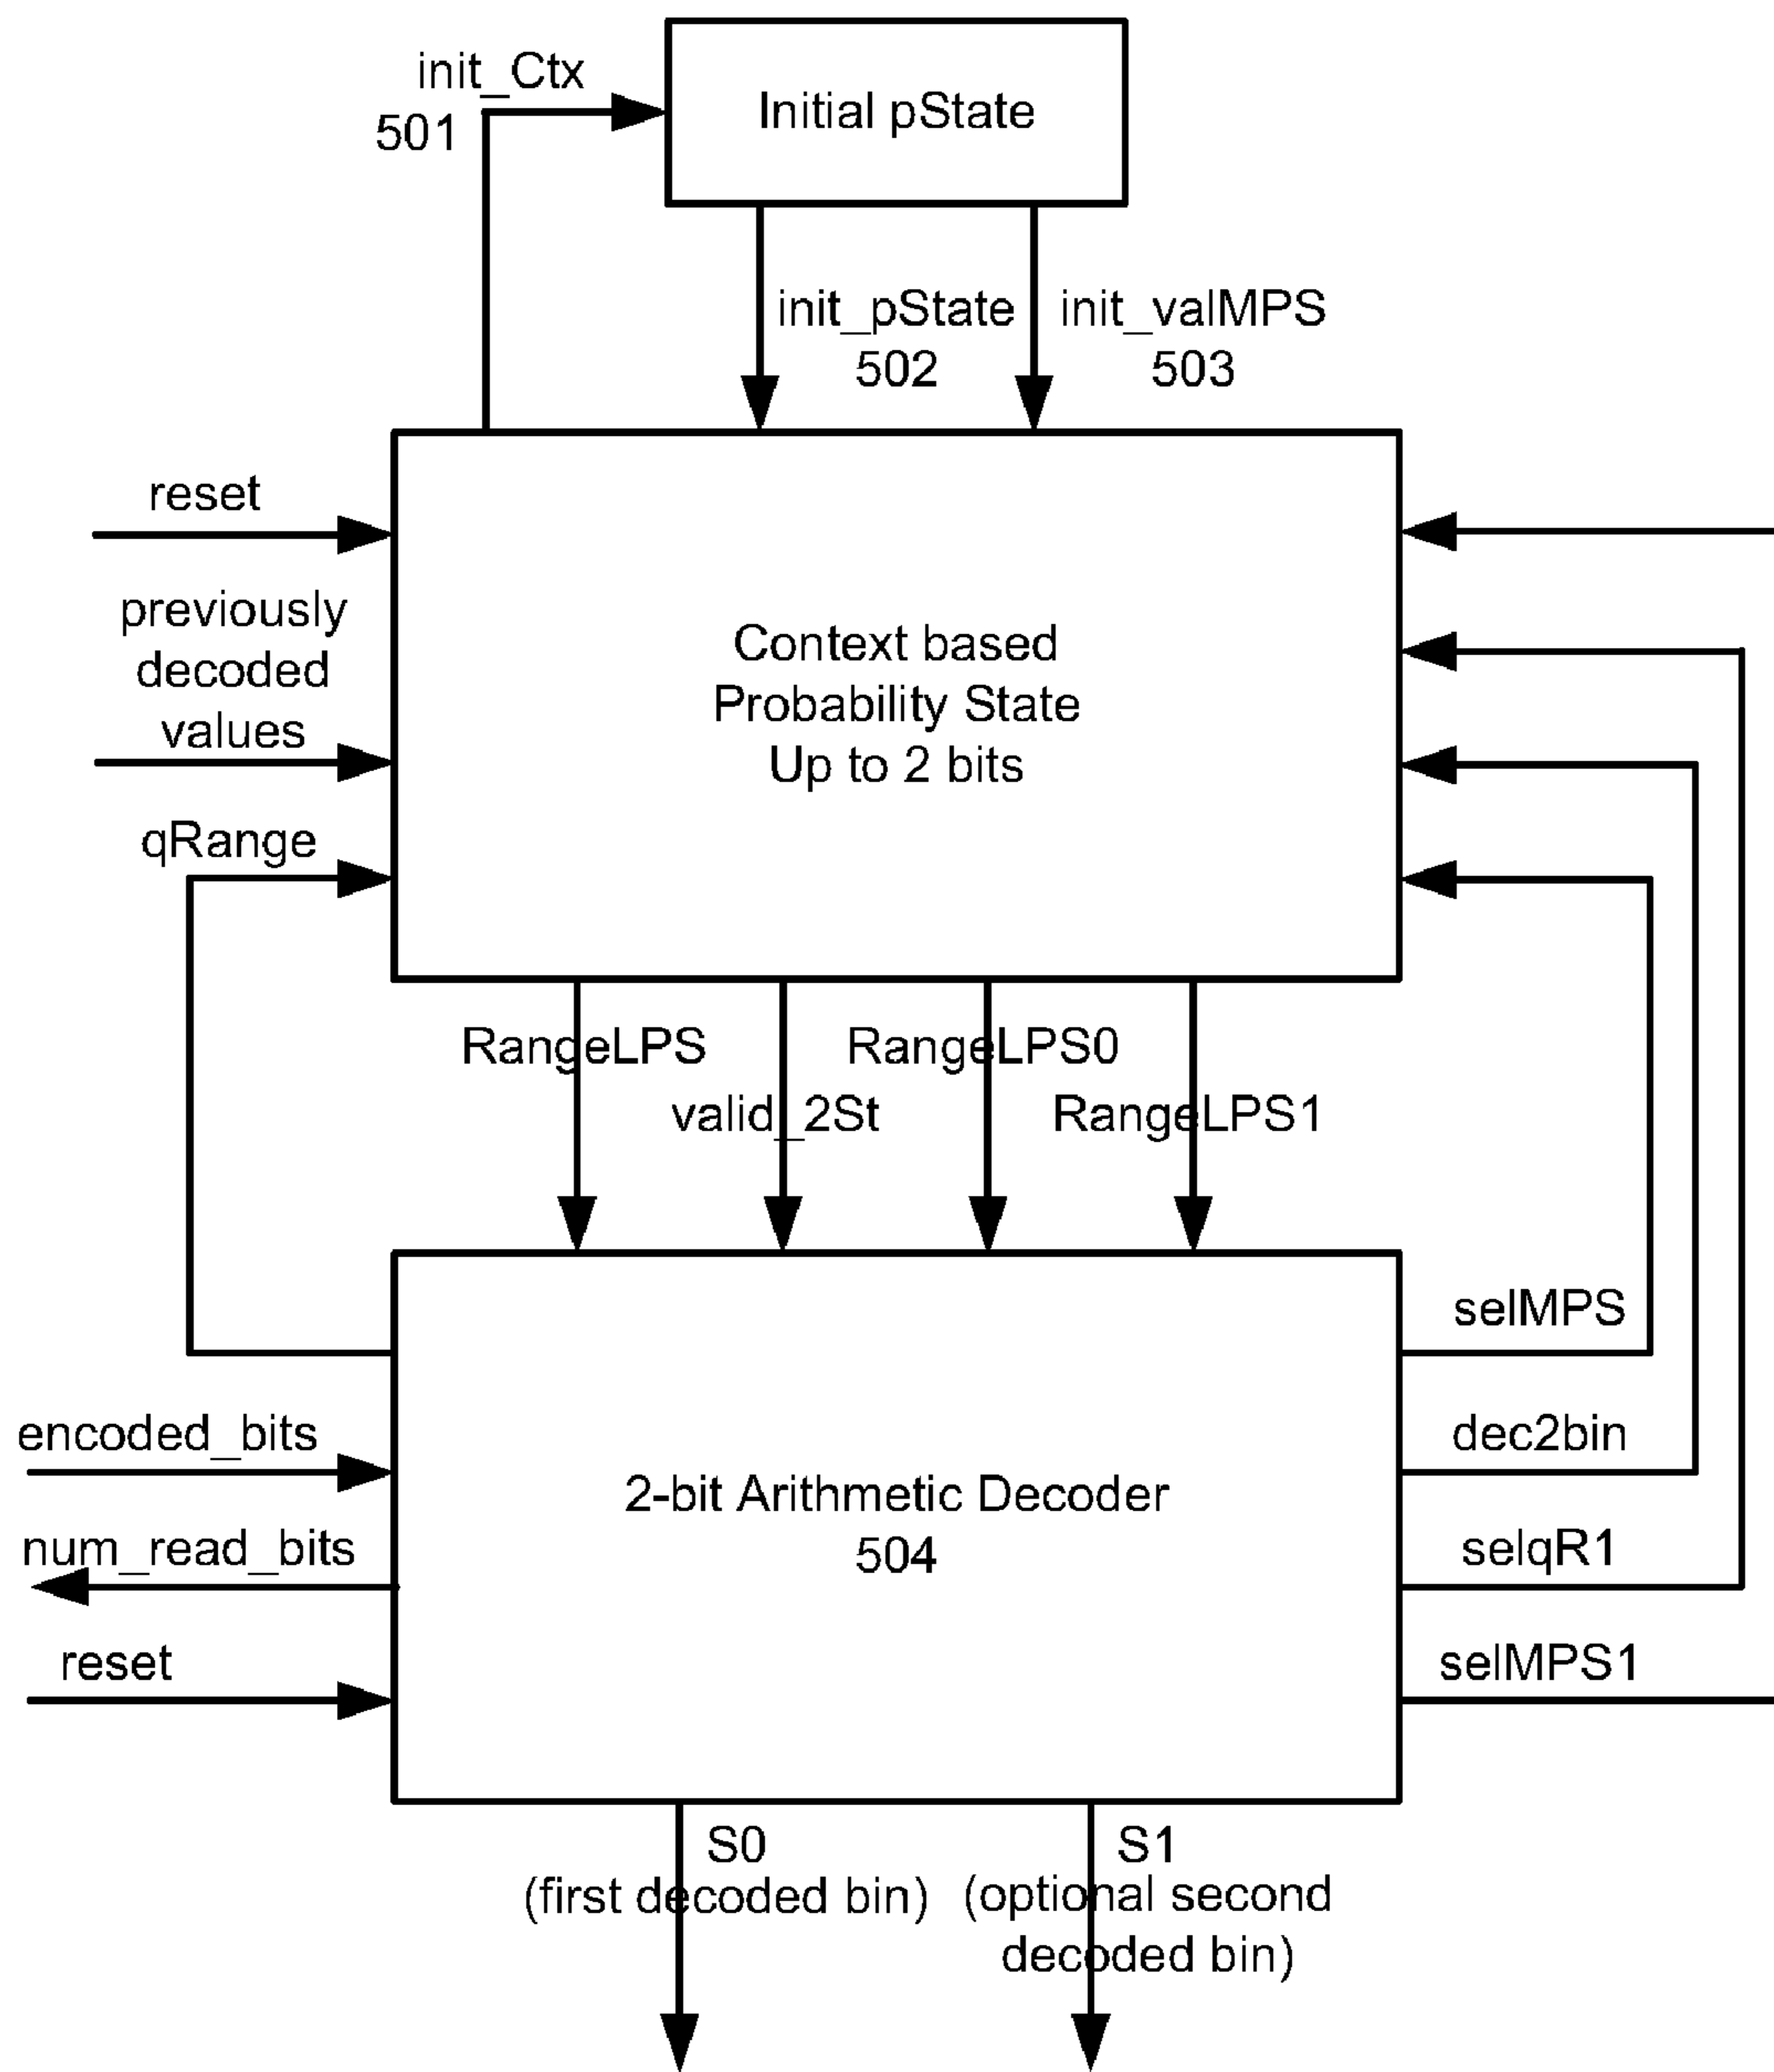 init_Ctx
501
Initial pState
init_pState
502
init_valMPS
503
reset
previously
decoded
values
qRange
Context based
Probability State
Up to 2 bits
RangeLPS
RangeLPS0
valid_2St
RangeLPS1
selMPS
encoded_bits
dec2bin
2-bit Arithmetic Decoder
504
num_read_bits
selqR1
reset
selMPS1
S0
(first decoded bin)
S1
(optional second
decoded bin)